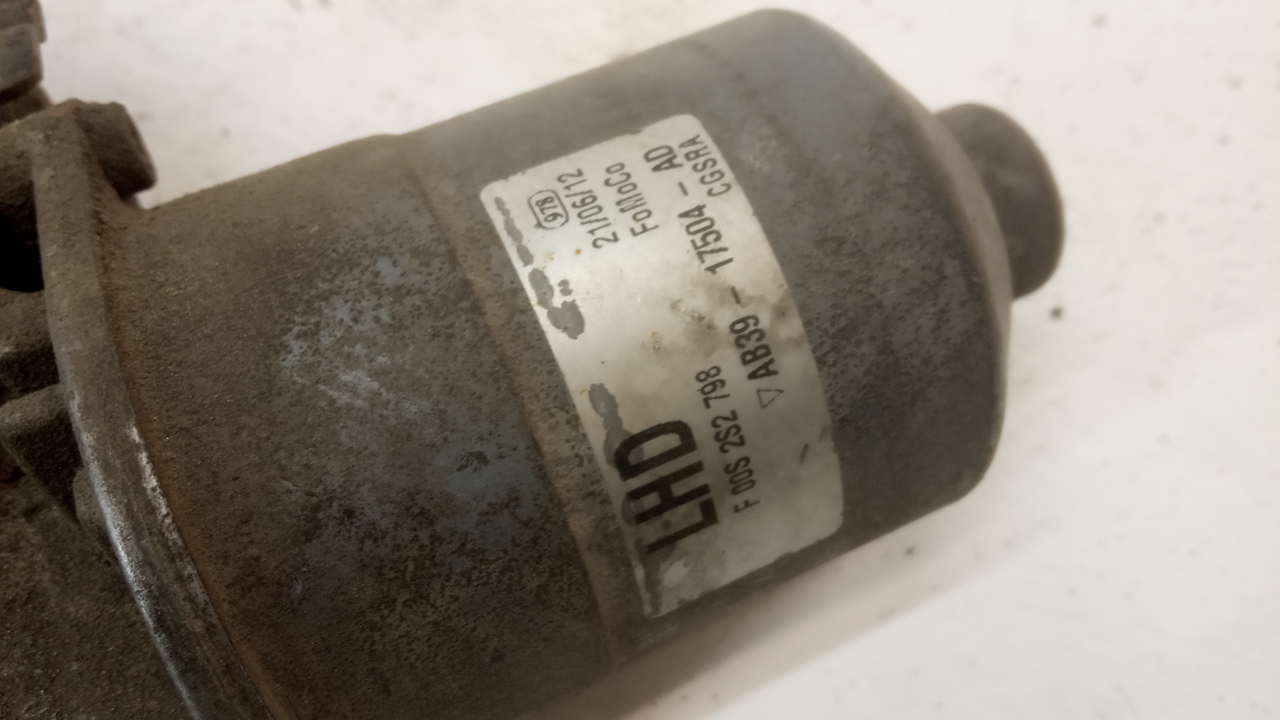 978
21/06/12
FoMoCo
LHD
F 00S 2S2 798
AB39-17504-AD
CGSRA